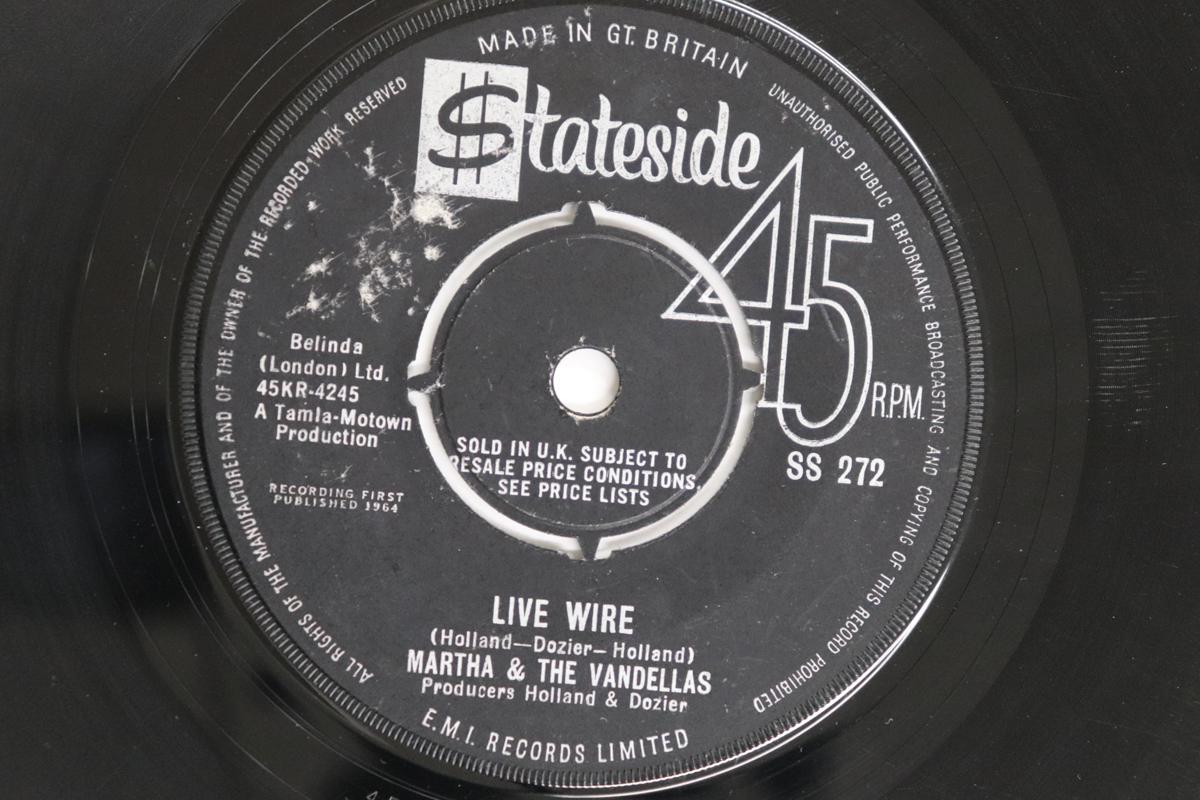 MADE IN GT. BRITAIN
$tateside
45
R.P.M.
SS 272
Belinda
(London) Ltd.
45KR-4245
A Tamla-Motown
Production
RECORDING FIRST
PUBLISHED 1964
SOLD IN U.K. SUBJECT TO
RESALE PRICE CONDITIONS,
SEE PRICE LISTS
LIVE WIRE
(Holland—Dozier—Holland)
MARTHA & THE VANDELLAS
Producers Holland & Dozier
E.M.I. RECORDS LIMITED
ALL RIGHTS OF THE MANUFACTURER AND OF THE OWNER OF THE RECORDED WORK RESERVED
UNAUTHORISED PUBLIC PERFORMANCE BROADCASTING AND COPYING OF THIS RECORD PROHIBITED